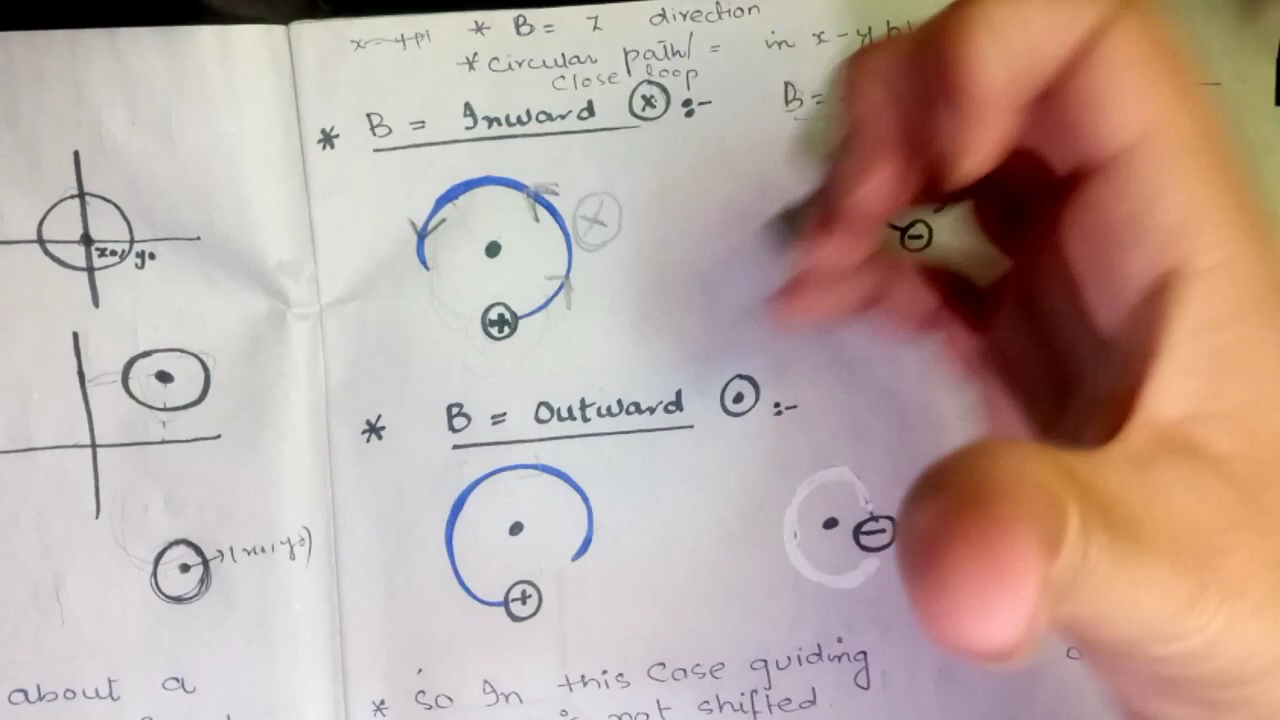 * B = Z direction
* Circular path/ = in x-y
Close loop
* B = Inward ⊗ :-
B =
x0, y0
* B = Outward ⊙ :-
(x0, y0)
about a
* So In this Case guiding
is not shifted.